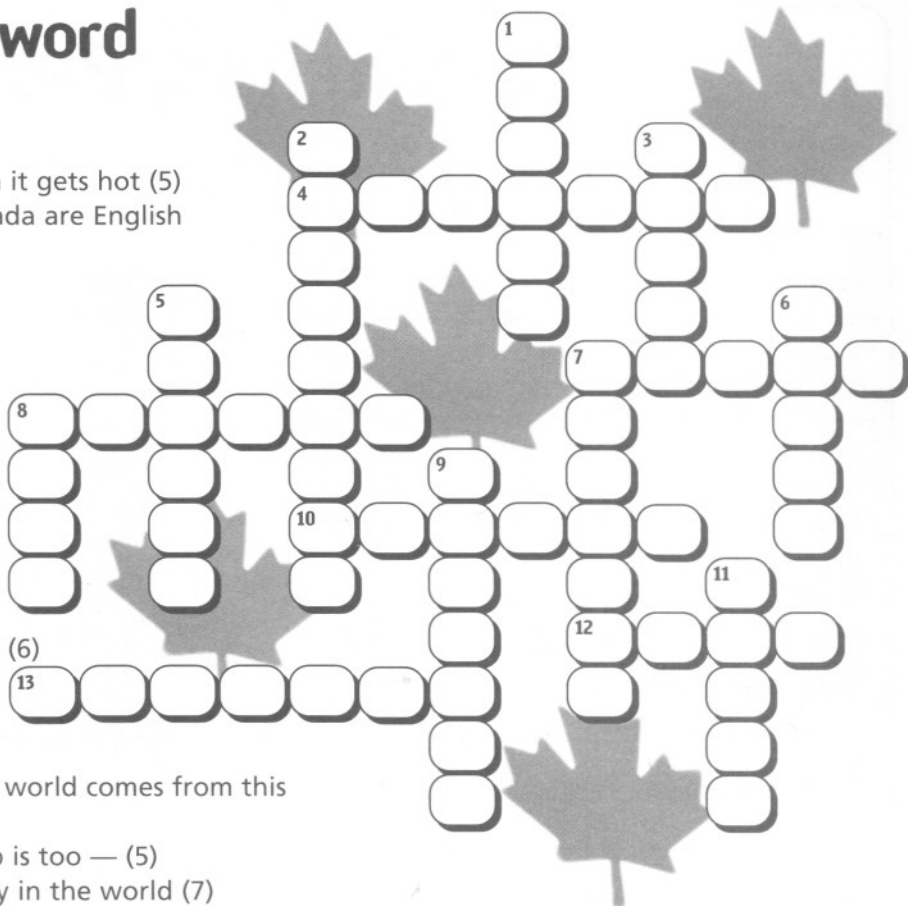 word
it gets hot (5)
nda are English
(6)
world comes from this
is too — (5)
y in the world (7)
1
2
3
4
5
6
7
8
9
10
11
12
13